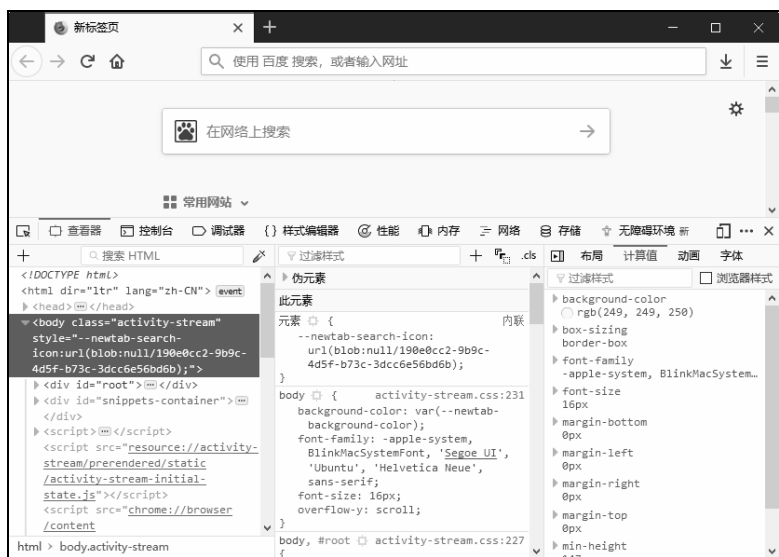 新标签页
使用 百度 搜索，或者输入网址
在网络上搜索
常用网站
查看器 控制台 调试器 {} 样式编辑器 性能 内存 网络 存储 无障碍环境 新
搜索 HTML
<!DOCTYPE html>
<html dir="ltr" lang="zh-CN"> event
<head> </head>
<body class="activity-stream"
style="--newtab-search-
icon:url(blob:null/190e0cc2-9b9c-
4d5f-b73c-3dcc6e56bd6b);">
<div id="root"> </div>
<div id="snippets-container">
</div>
<script> </script>
<script src="resource://activity-
stream/prerendered/static
/activity-stream-initial-
state.js"></script>
<script src="chrome://browser
/content
html > body.activity-stream
过滤样式 + .cls
伪元素
此元素
元素 { 内联
--newtab-search-icon:
url(blob:null/190e0cc2-9b9c-
4d5f-b73c-3dcc6e56bd6b);
}
body { activity-stream.css:231
background-color: var(--newtab-
background-color);
font-family: -apple-system,
BlinkMacSystemFont, 'Segoe UI',
'Ubuntu', 'Helvetica Neue',
sans-serif;
font-size: 16px;
overflow-y: scroll;
}
body, #root activity-stream.css:227
{
布局 计算值 动画 字体
过滤样式 浏览器样式
background-color
rgb(249, 249, 250)
box-sizing
border-box
font-family
-apple-system, BlinkMacSystem…
font-size
16px
margin-bottom
0px
margin-left
0px
margin-right
0px
margin-top
0px
min-height